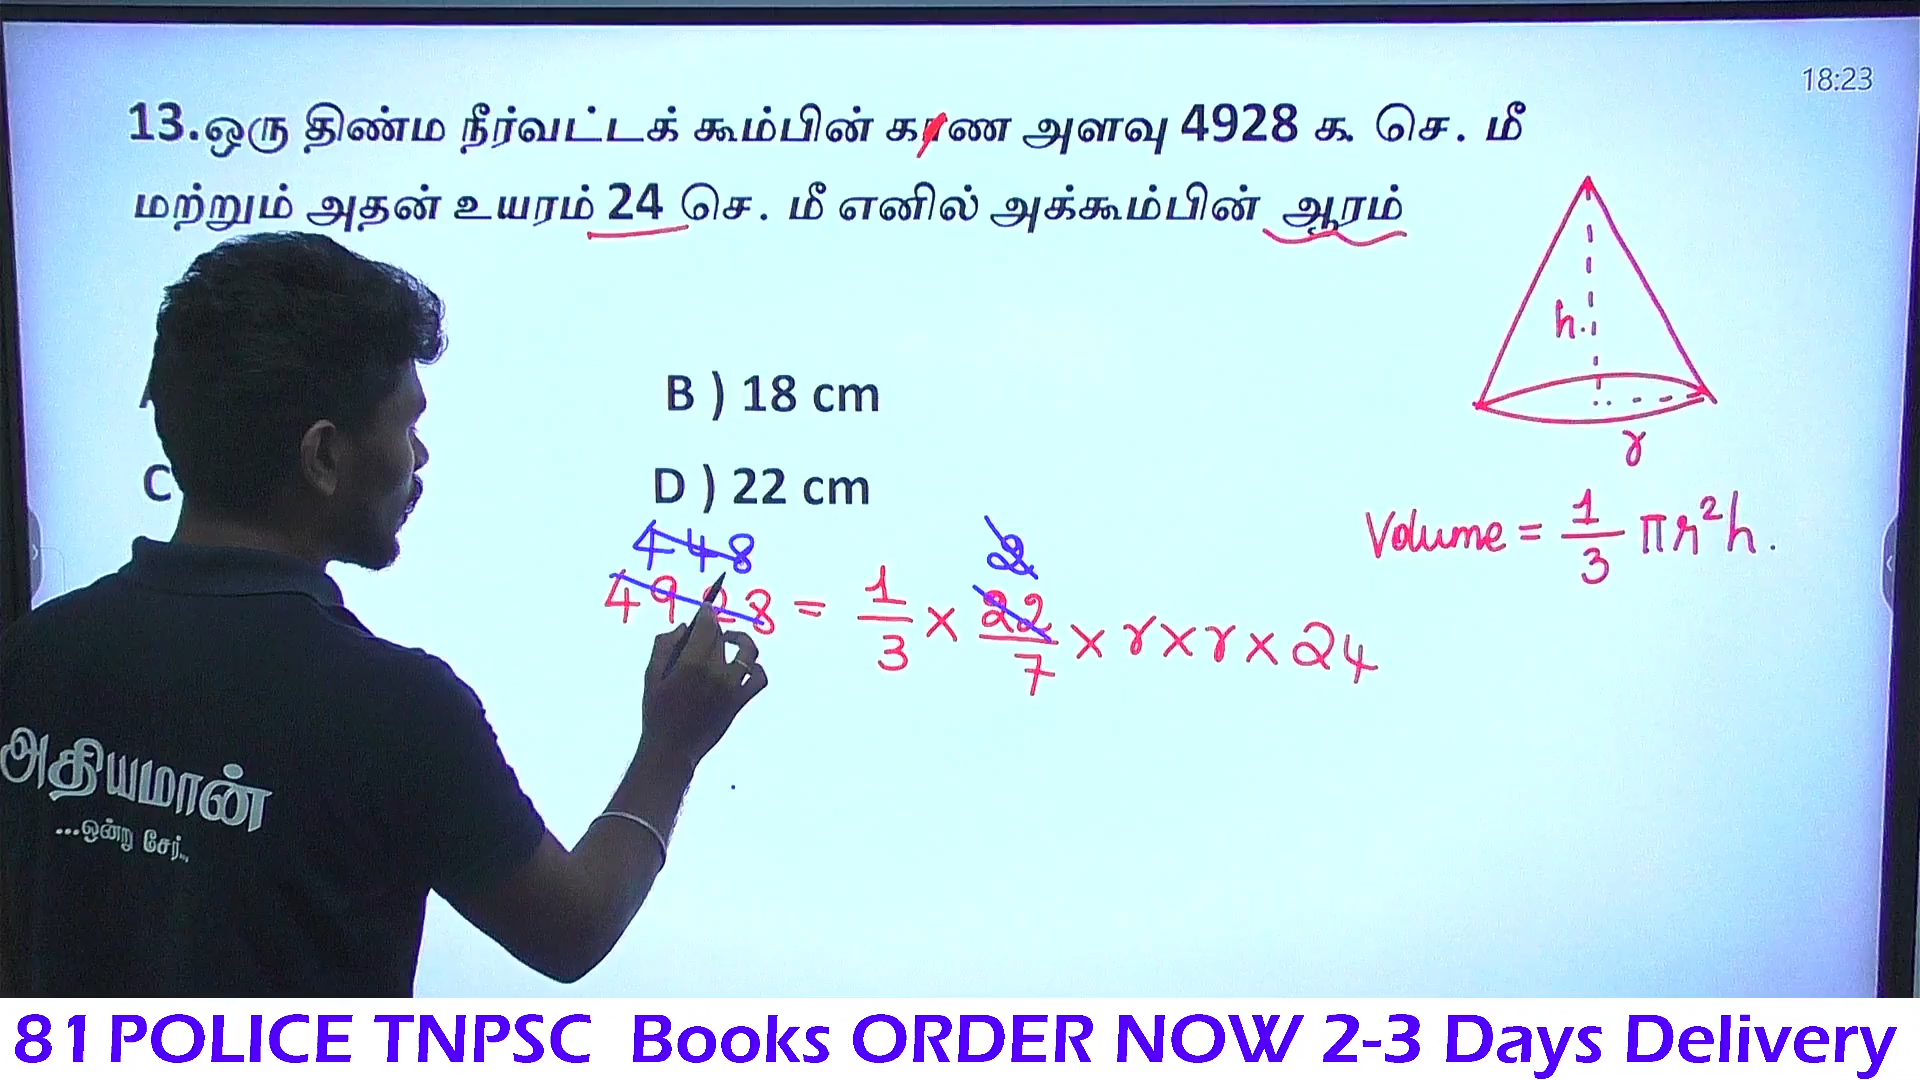 18:23
13.ஒரு திண்ம நீர்வட்டக் கூம்பின் காண அளவு 4928 க. செ. மீ
மற்றும் அதன் உயரம் 24 செ. மீ எனில் அக்கூம்பின் ஆரம்
h
B ) 18 cm
r
C
D ) 22 cm
Volume = 1/3 πr²h.
448 2
4928 = 1/3 × 22/7 × r × r × 24
அதியமான்
...ஒன்று சேர்...
81 POLICE TNPSC Books ORDER NOW 2-3 Days Delivery